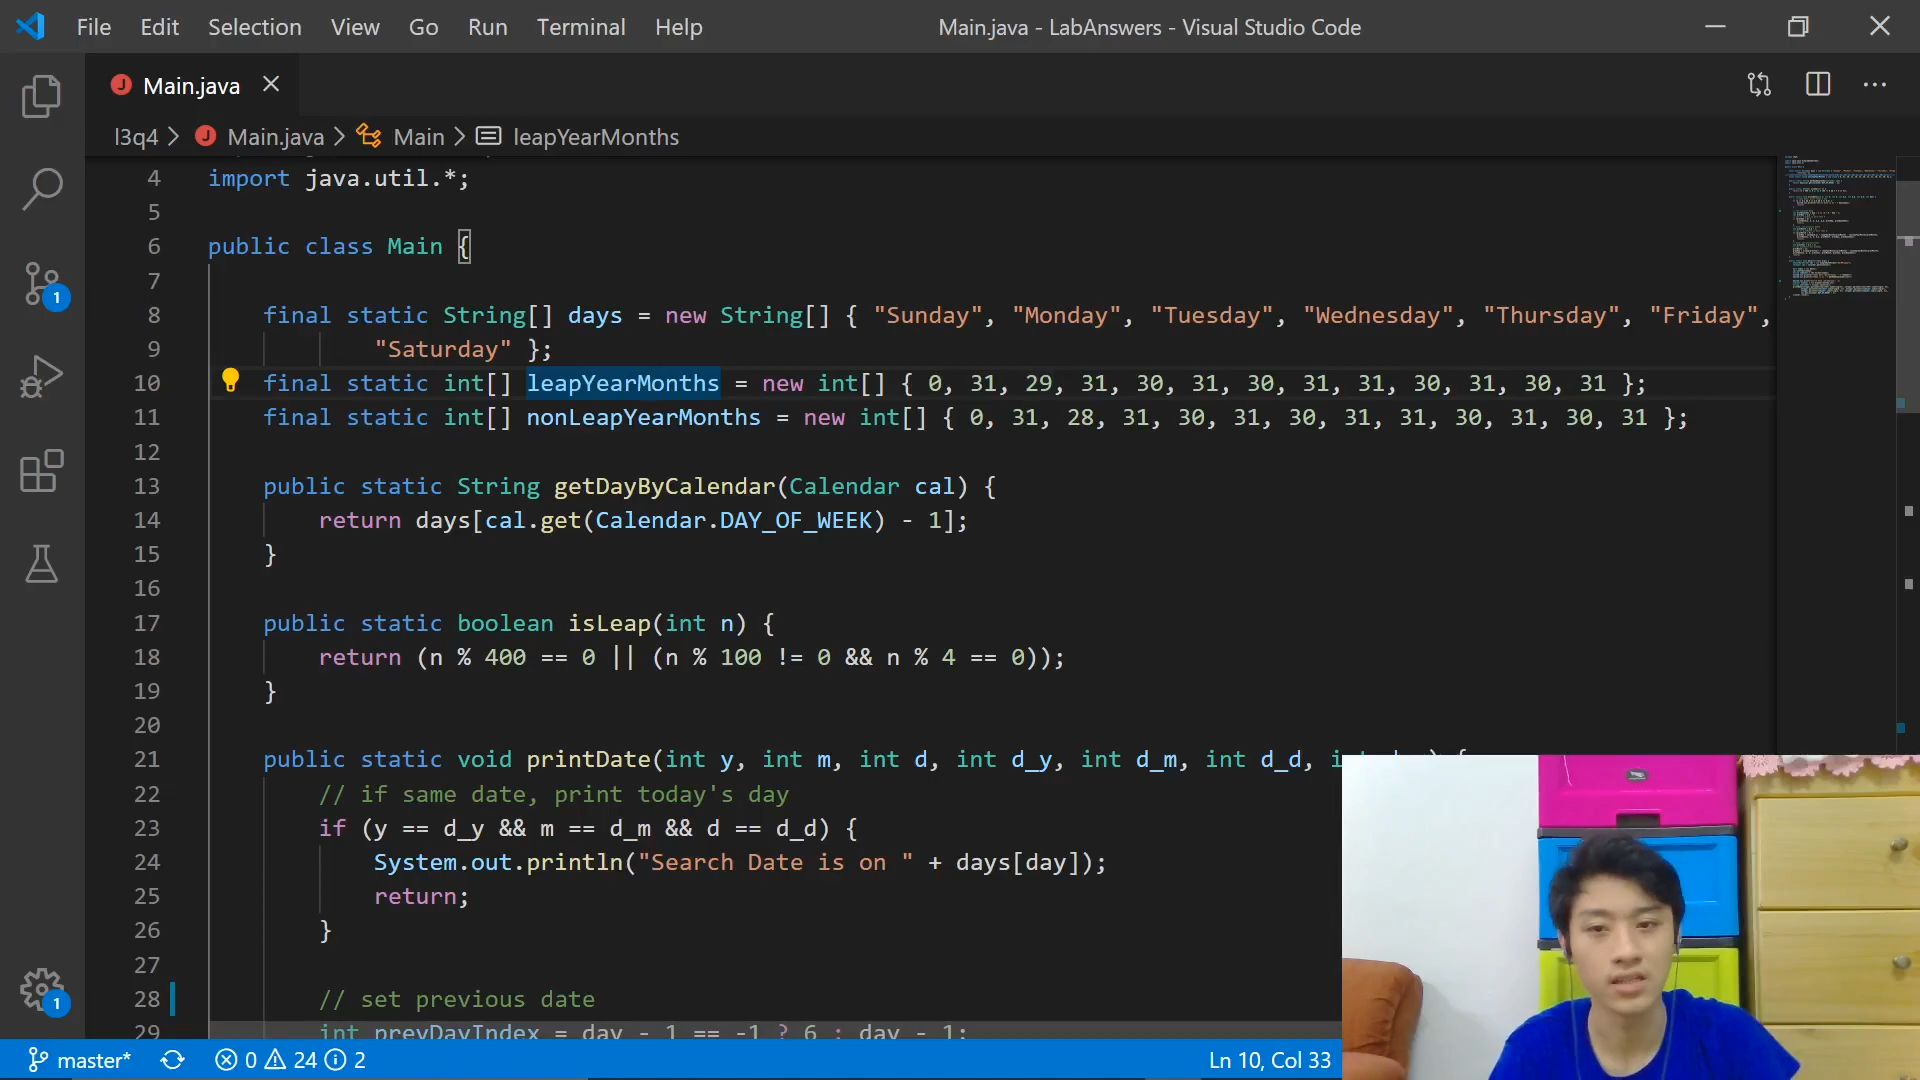 File Edit Selection View Go Run Terminal Help Main.java - LabAnswers - Visual Studio Code
J Main.java
l3q4 > J Main.java > Main > leapYearMonths
4 import java.util.*;
5
6 public class Main {
7
8 final static String[] days = new String[] { "Sunday", "Monday", "Tuesday", "Wednesday", "Thursday", "Friday",
9 "Saturday" };
10 final static int[] leapYearMonths = new int[] { 0, 31, 29, 31, 30, 31, 30, 31, 31, 30, 31, 30, 31 };
11 final static int[] nonLeapYearMonths = new int[] { 0, 31, 28, 31, 30, 31, 30, 31, 31, 30, 31, 30, 31 };
12
13 public static String getDayByCalendar(Calendar cal) {
14 return days[cal.get(Calendar.DAY_OF_WEEK) - 1];
15 }
16
17 public static boolean isLeap(int n) {
18 return (n % 400 == 0 || (n % 100 != 0 && n % 4 == 0));
19 }
20
21 public static void printDate(int y, int m, int d, int d_y, int d_m, int d_d,
22 // if same date, print today's day
23 if (y == d_y && m == d_m && d == d_d) {
24 System.out.println("Search Date is on " + days[day]);
25 return;
26 }
27
28 // set previous date
29 int prevDayIndex = day - 1 == -1 ? 6 : day - 1;
1
1
master* 0 24 2 Ln 10, Col 33